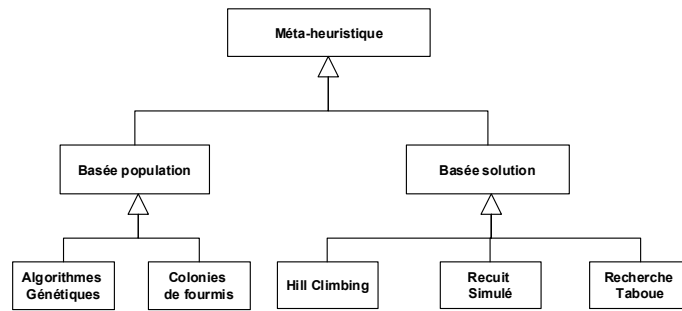 Méta-heuristique
Basée population
Basée solution
Algorithmes
Génétiques
Colonies
de fourmis
Hill Climbing
Recuit
Simulé
Recherche
Taboue